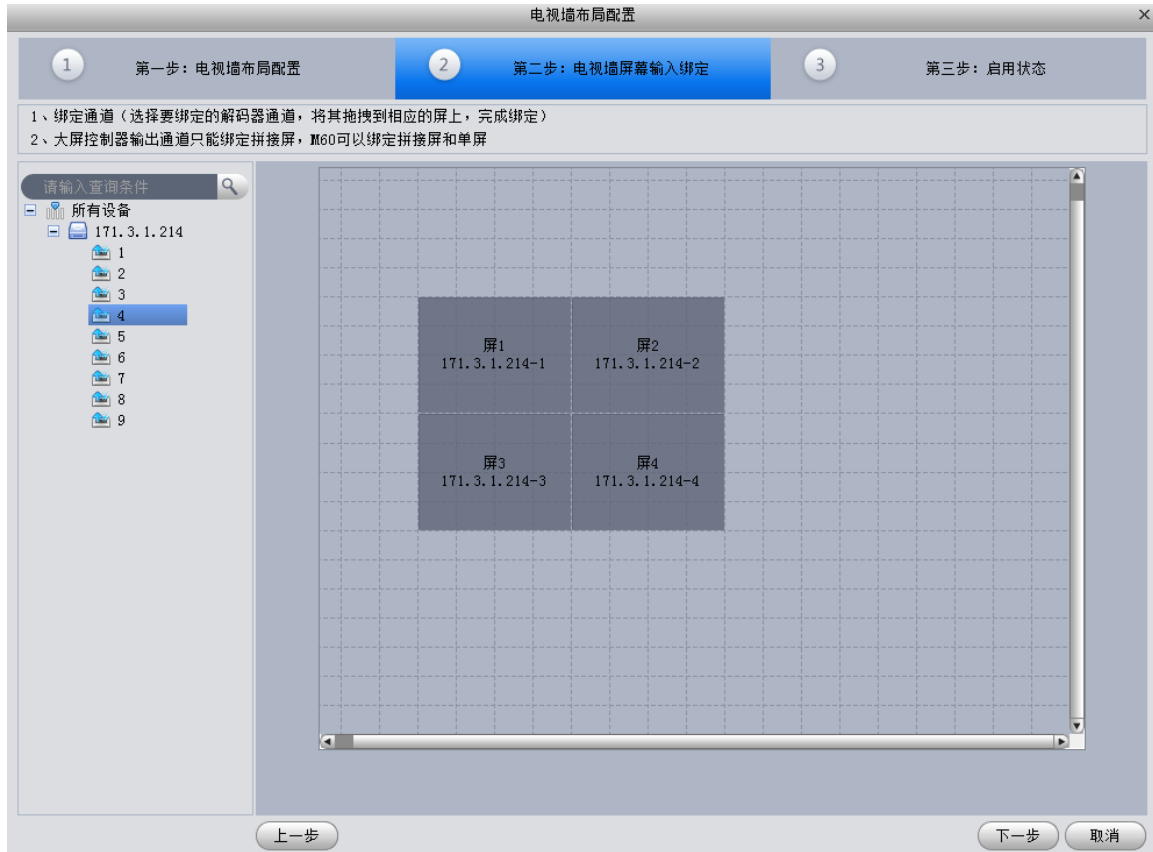 电视墙布局配置
1 第一步：电视墙布局配置
2 第二步：电视墙屏幕输入绑定
3 第三步：启用状态
1、绑定通道（选择要绑定的解码器通道，将其拖拽到相应的屏上，完成绑定）
2、大屏控制器输出通道只能绑定拼接屏，M60可以绑定拼接屏和单屏
请输入查询条件
所有设备
171.3.1.214
1
2
3
4
5
6
7
8
9
屏1
171.3.1.214-1
屏2
171.3.1.214-2
屏3
171.3.1.214-3
屏4
171.3.1.214-4
上一步
下一步
取消